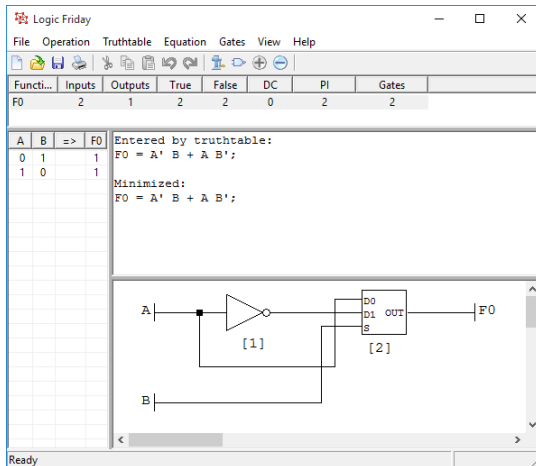 Logic Friday
File Operation Truthtable Equation Gates View Help
Functi... Inputs Outputs True False DC PI Gates
F0 2 1 2 2 0 2 2
A B => F0
0 1 1
1 0 1
Entered by truthtable:
F0 = A' B + A B';
Minimized:
F0 = A' B + A B';
A
[1]
D0
D1 OUT
S
[2]
F0
B
Ready